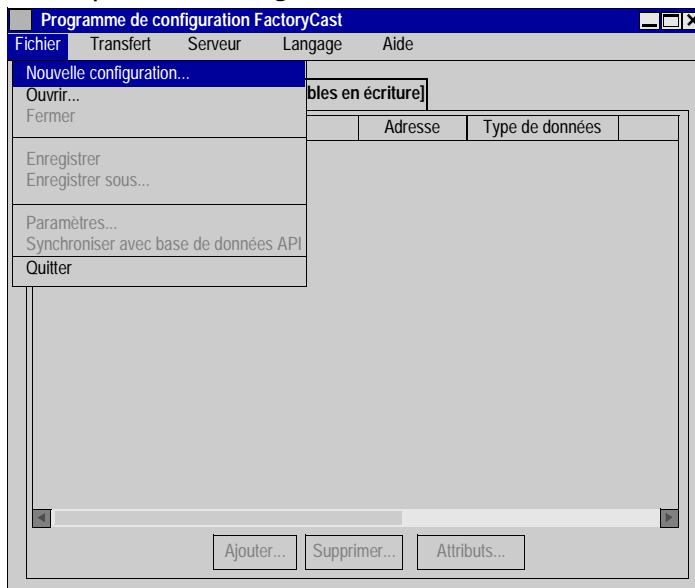 Programme de configuration FactoryCast
Fichier Transfert Serveur Langage Aide
Nouvelle configuration...
Ouvrir...
bles en écriture]
Fermer
Adresse Type de données
Enregistrer
Enregistrer sous...
Paramètres...
Synchroniser avec base de données API
Quitter
Ajouter... Supprimer... Attributs...